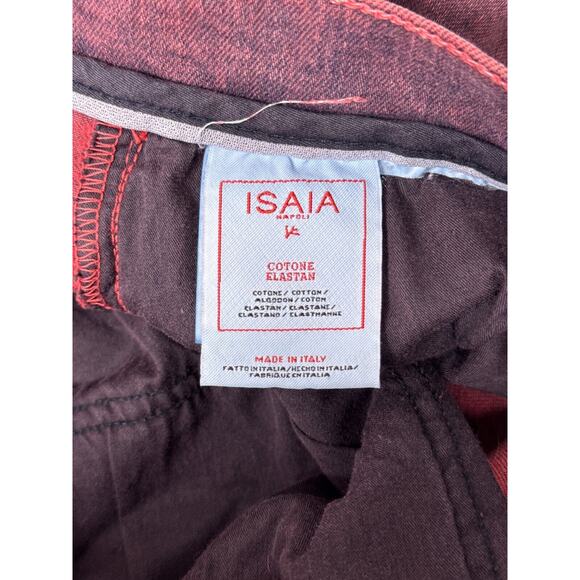 ISAIA
NAPOLI
COTONE
ELASTAN
COTONE/ COTTON/
ALGODON/ COTON
ELASTAN/ ELASTANE/
ELASTANO/ ELASTHANNE
MADE IN ITALY
FATTO IN ITALIA/HECHO IN ITALIA/
FABRIQUE EN ITALIA